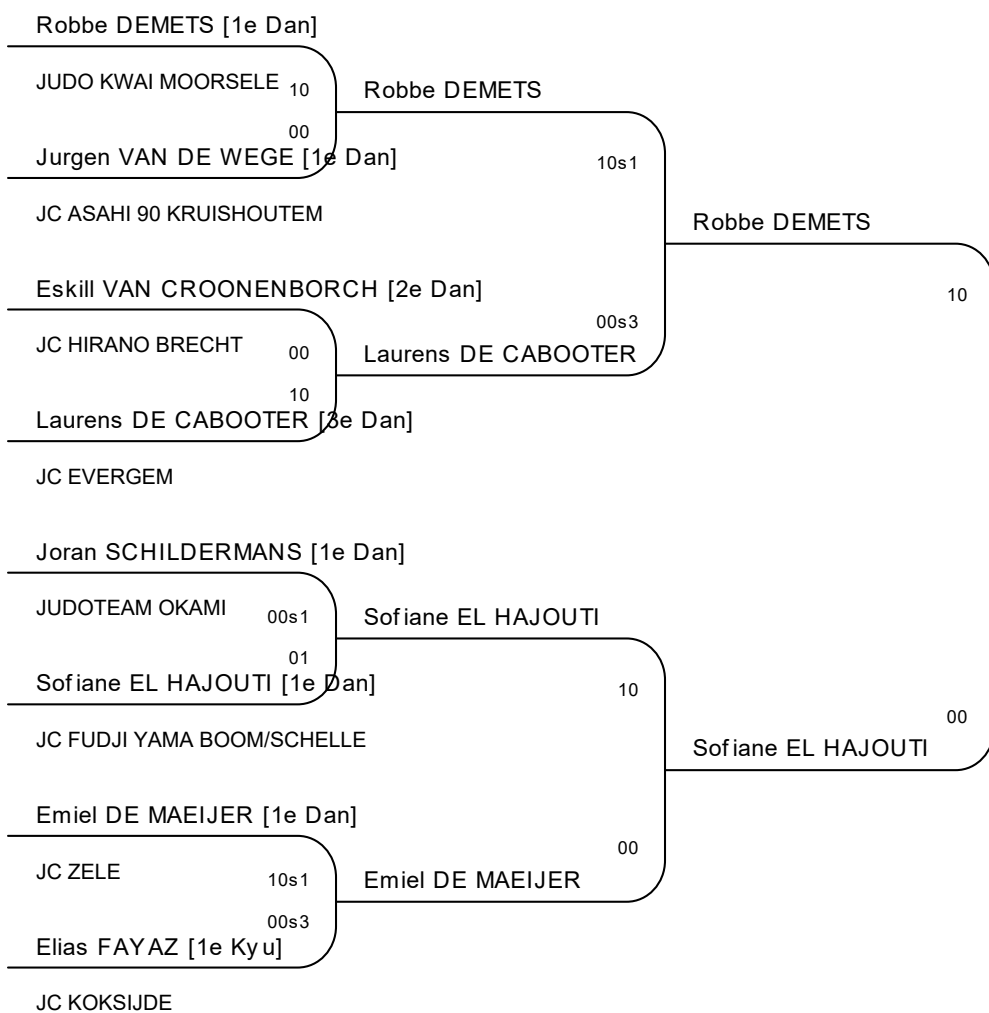 Robbe DEMETS [1e Dan]
JUDO KWAI MOORSELE 10
00
Jurgen VAN DE WEGE [1e Dan]
JC ASAHI 90 KRUISHOUTEM
Eskill VAN CROONENBORCH [2e Dan]
JC HIRANO BRECHT 00
10
Laurens DE CABOOTER [3e Dan]
JC EVERGEM
Joran SCHILDERMANS [1e Dan]
JUDOTEAM OKAMI 00s1
01
Sofiane EL HAJOUTI [1e Dan]
JC FUDJI YAMA BOOM/SCHELLE
Emiel DE MAEIJER [1e Dan]
JC ZELE 10s1
00s3
Elias FAYAZ [1e Kyu]
JC KOKSIJDE
Robbe DEMETS
10s1
00s3
Laurens DE CABOOTER
Sofiane EL HAJOUTI
10
00
Emiel DE MAEIJER
Robbe DEMETS
10
00
Sofiane EL HAJOUTI